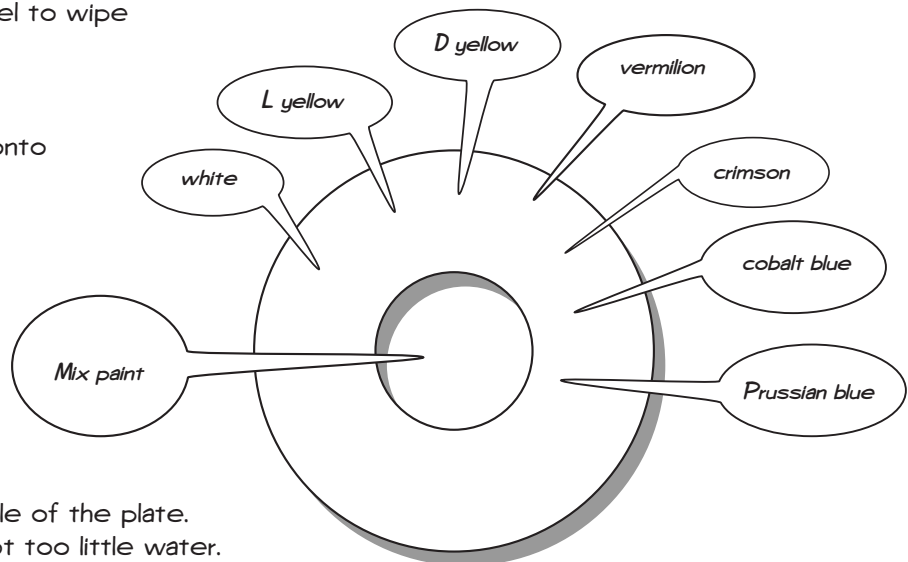 el to wipe
onto
D yellow
vermilion
L yellow
white
crimson
cobalt blue
Mix paint
Prussian blue
le of the plate.
ot too little water.